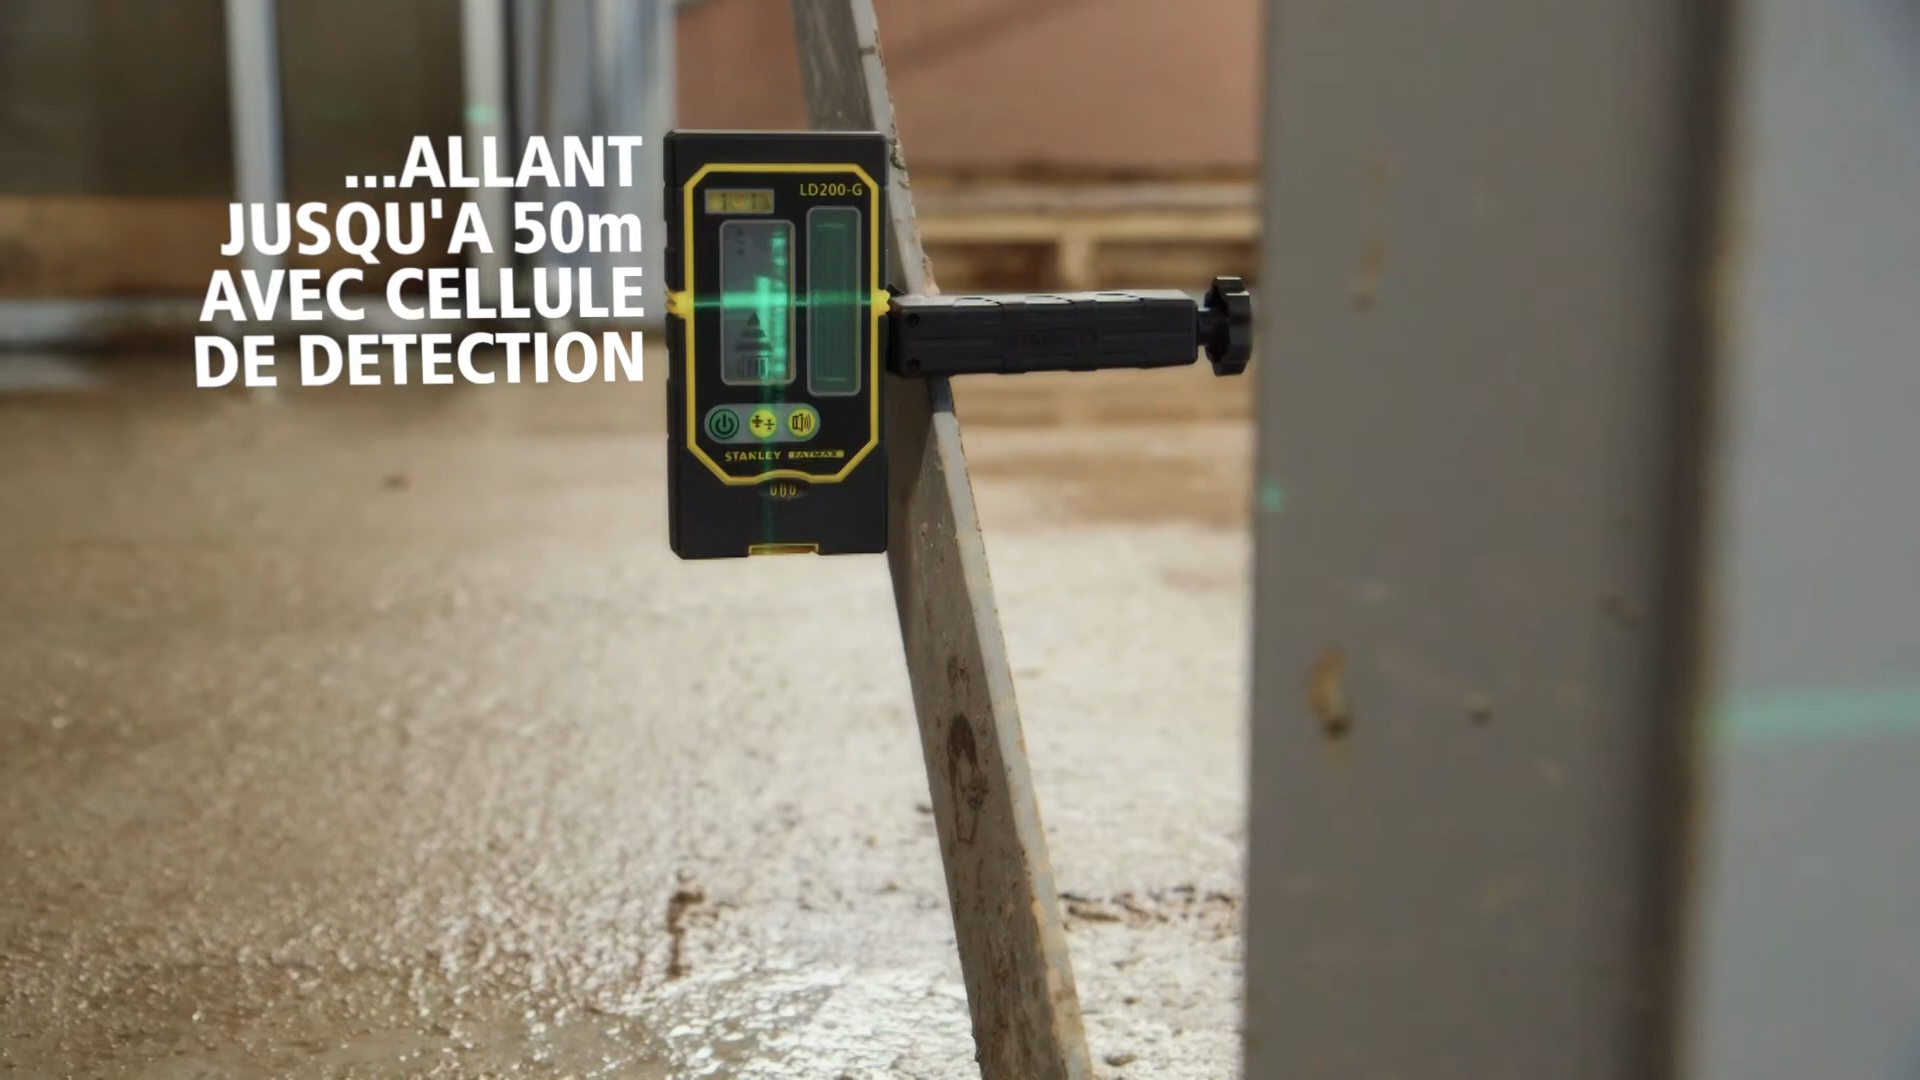 ...ALLANT
JUSQU'A 50m
AVEC CELLULE
DE DETECTION
LD200-G
STANLEY FATMAX